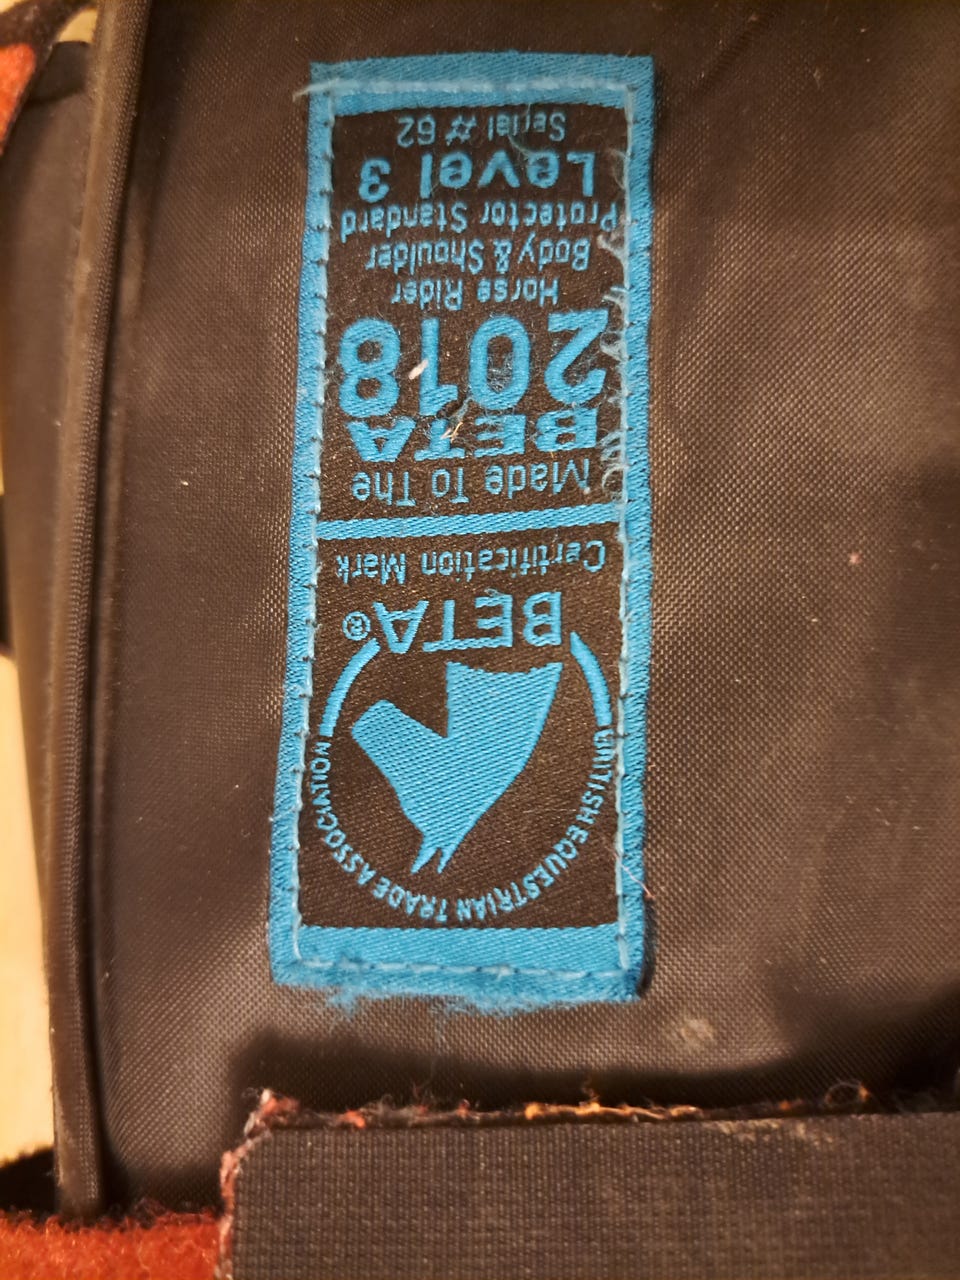 BRITISH EQUESTRIAN TRADE ASSOCIATION
BETA®
Certification Mark
Made To The
BETA
2018
Horse Rider
Body & Shoulder
Protector Standard
Level 3
Serial # 62